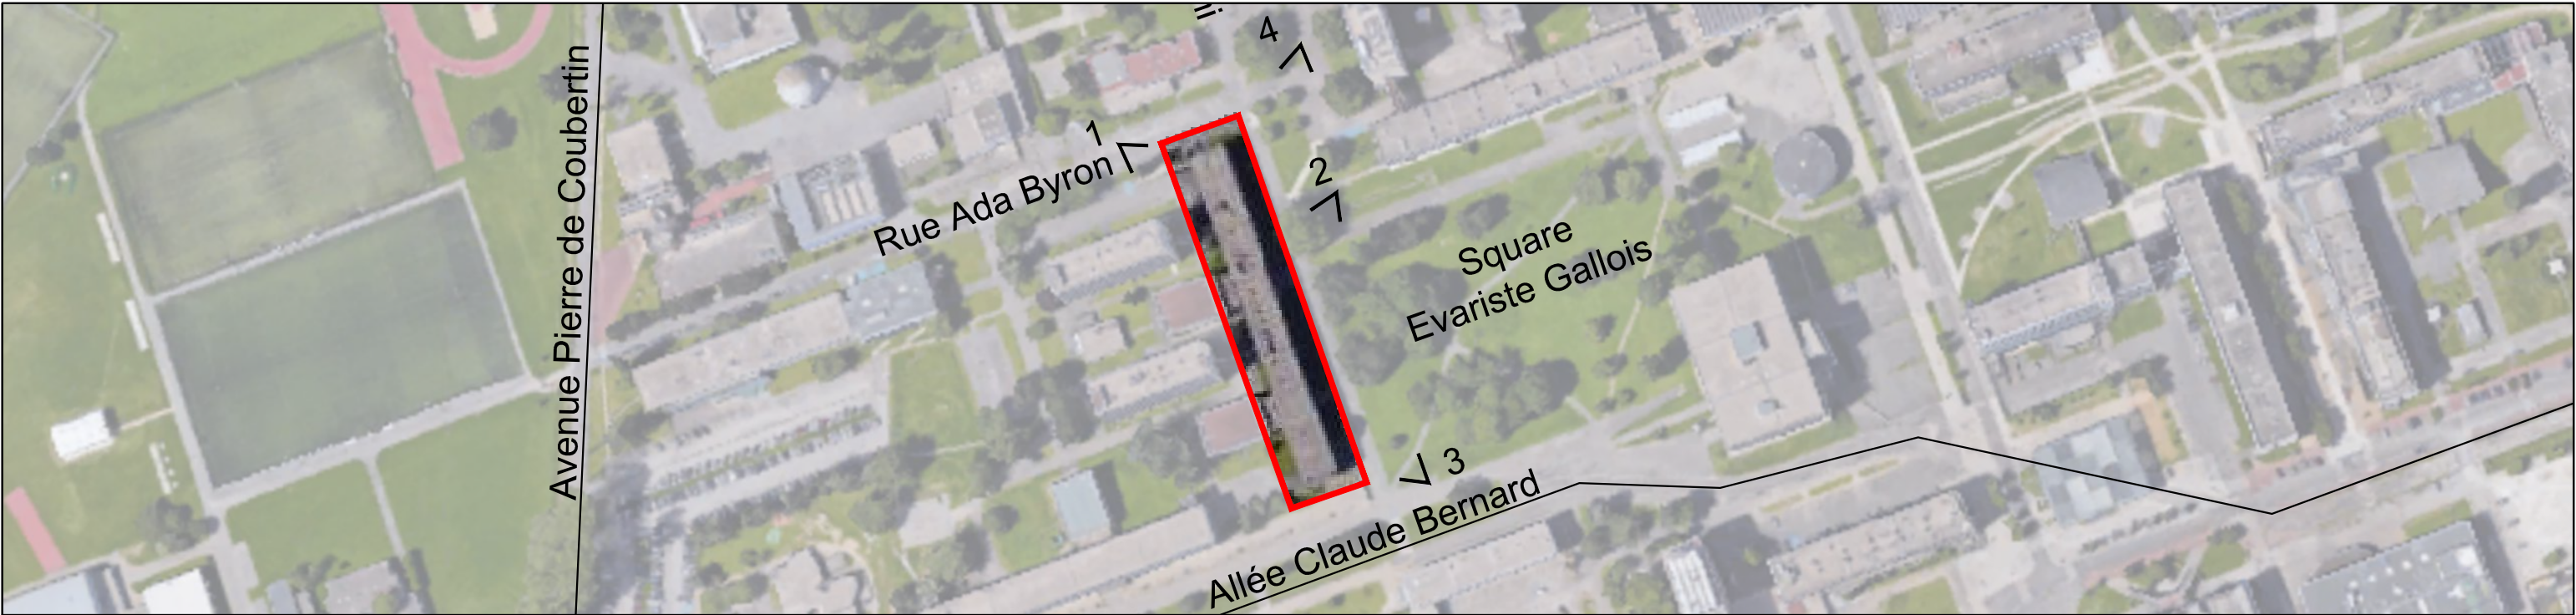 4
1
Rue Ada Byron
2
Avenue Pierre de Coubertin
Square
Evariste Gallois
3
Allée Claude Bernard